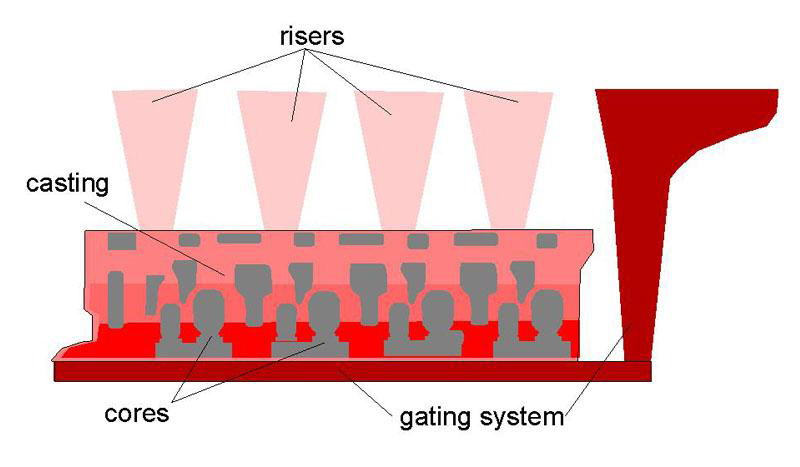 risers
casting
cores
gating system